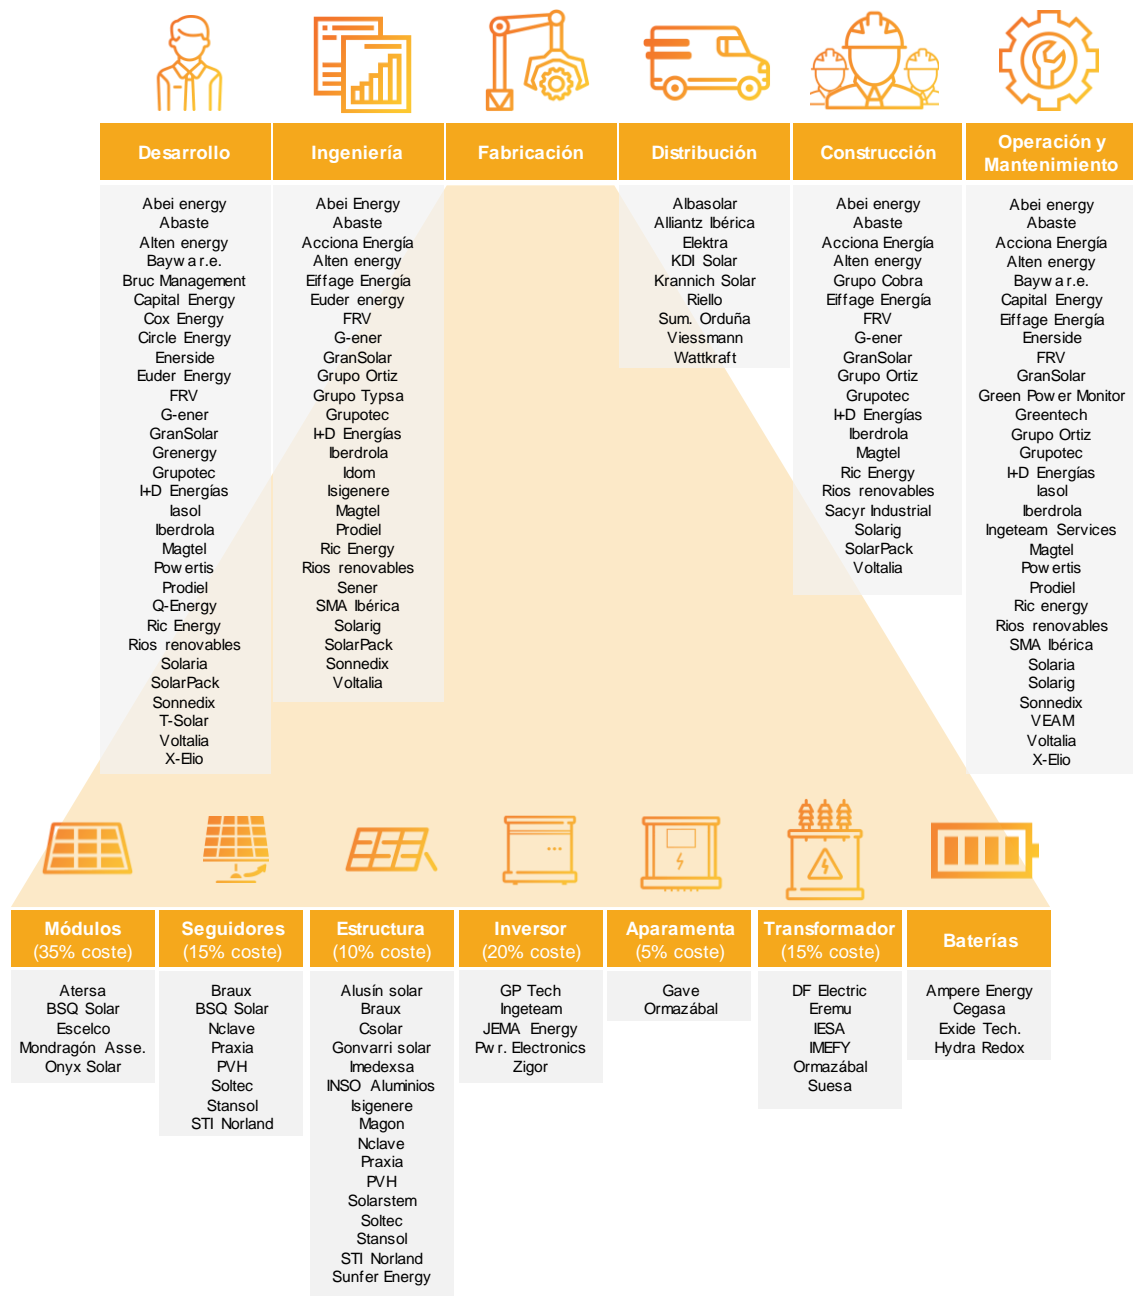 Desarrollo
Ingeniería
Fabricación
Distribución
Construcción
Operación y
Mantenimiento
Abei energy
Abaste
Alten energy
Baywa r.e.
Bruc Management
Capital Energy
Cox Energy
Circle Energy
Enerside
Euder Energy
FRV
G-ener
GranSolar
Grenergy
Grupotec
I+D Energías
Iasol
Iberdrola
Magtel
Powertis
Prodiel
Q-Energy
Ric Energy
Rios renovables
Solaria
SolarPack
Sonnedix
T-Solar
Voltalia
X-Elio
Abei Energy
Abaste
Acciona Energía
Alten energy
Eiffage Energía
Euder energy
FRV
G-ener
GranSolar
Grupo Ortiz
Grupo Typsa
Grupotec
I+D Energías
Iberdrola
Idom
Isigenere
Magtel
Prodiel
Ric Energy
Rios renovables
Sener
SMA Ibérica
Solarig
SolarPack
Sonnedix
Voltalia
Albasolar
Alliantz Ibérica
Elektra
KDI Solar
Krannich Solar
Riello
Sum. Orduña
Viessmann
Wattkraft
Abei energy
Abaste
Acciona Energía
Alten energy
Grupo Cobra
Eiffage Energía
FRV
G-ener
GranSolar
Grupo Ortiz
Grupotec
I+D Energías
Iberdrola
Magtel
Ric Energy
Rios renovables
Sacyr Industrial
Solarig
SolarPack
Voltalia
Abei energy
Abaste
Acciona Energía
Alten energy
Baywa r.e.
Capital Energy
Eiffage Energía
Enerside
FRV
GranSolar
Green Power Monitor
Greentech
Grupo Ortiz
Grupotec
I+D Energías
Iasol
Iberdrola
Ingeteam Services
Magtel
Powertis
Prodiel
Ric energy
Rios renovables
SMA Ibérica
Solaria
Solarig
Sonnedix
VEAM
Voltalia
X-Elio
Módulos
(35% coste)
Seguidores
(15% coste)
Estructura
(10% coste)
Inversor
(20% coste)
Aparamenta
(5% coste)
Transformador
(15% coste)
Baterías
Atersa
BSQ Solar
Escelco
Mondragón Asse.
Onyx Solar
Braux
BSQ Solar
Nclave
Praxia
PVH
Soltec
Stansol
STI Norland
Alusín solar
Braux
Csolar
Gonvarri solar
Imedexsa
INSO Aluminios
Isigenere
Magon
Nclave
Praxia
PVH
Solarstem
Soltec
Stansol
STI Norland
Sunfer Energy
GP Tech
Ingeteam
JEMA Energy
Pwr. Electronics
Zigor
Gave
Ormazábal
DF Electric
Eremu
IESA
IMEFY
Ormazábal
Suesa
Ampere Energy
Cegasa
Exide Tech.
Hydra Redox